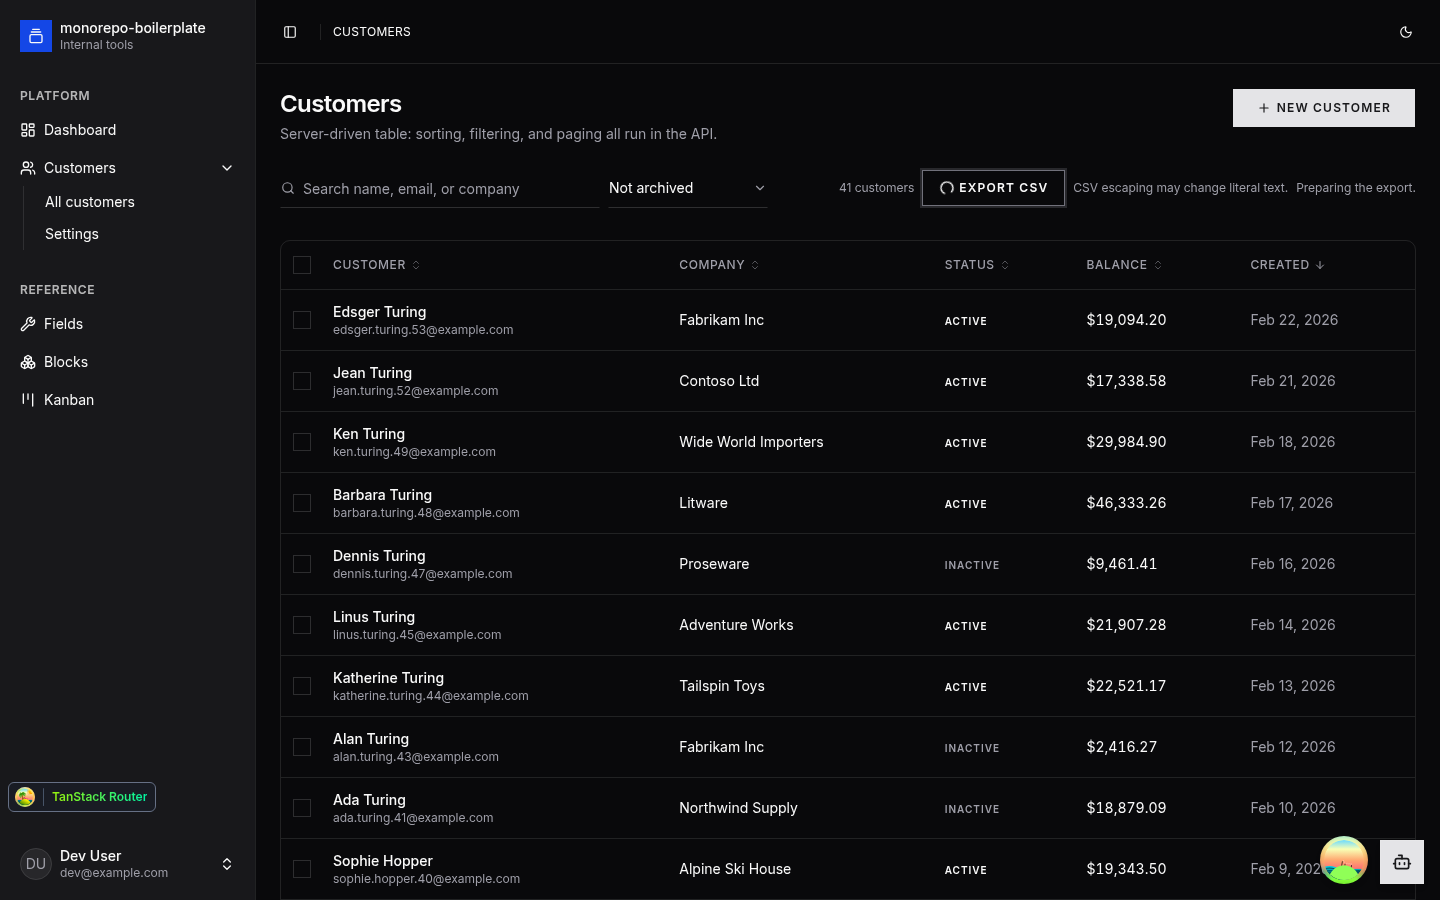 monorepo-boilerplate
Internal tools
PLATFORM
Dashboard
Customers
All customers
Settings
REFERENCE
Fields
Blocks
Kanban
TanStack Router
DU
Dev User
dev@example.com
CUSTOMERS
Customers
Server-driven table: sorting, filtering, and paging all run in the API.
NEW CUSTOMER
Search name, email, or company
Not archived
41 customers
EXPORT CSV
CSV escaping may change literal text. Preparing the export.
CUSTOMER COMPANY STATUS BALANCE CREATED
Edsger Turing
edsger.turing.53@example.com
Fabrikam Inc ACTIVE $19,094.20 Feb 22, 2026
Jean Turing
jean.turing.52@example.com
Contoso Ltd ACTIVE $17,338.58 Feb 21, 2026
Ken Turing
ken.turing.49@example.com
Wide World Importers ACTIVE $29,984.90 Feb 18, 2026
Barbara Turing
barbara.turing.48@example.com
Litware ACTIVE $46,333.26 Feb 17, 2026
Dennis Turing
dennis.turing.47@example.com
Proseware INACTIVE $9,461.41 Feb 16, 2026
Linus Turing
linus.turing.45@example.com
Adventure Works ACTIVE $21,907.28 Feb 14, 2026
Katherine Turing
katherine.turing.44@example.com
Tailspin Toys ACTIVE $22,521.17 Feb 13, 2026
Alan Turing
alan.turing.43@example.com
Fabrikam Inc INACTIVE $2,416.27 Feb 12, 2026
Ada Turing
ada.turing.41@example.com
Northwind Supply INACTIVE $18,879.09 Feb 10, 2026
Sophie Hopper
sophie.hopper.40@example.com
Alpine Ski House ACTIVE $19,343.50 Feb 9,